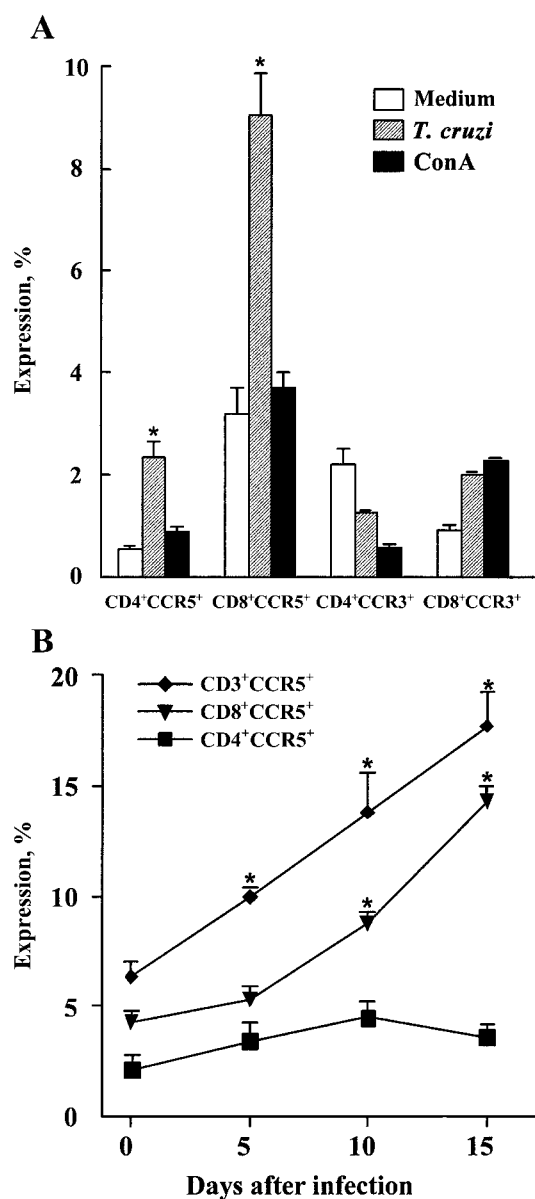 A
Expression, %
10
8
6
4
2
0
*
*
Medium
T. cruzi
ConA
CD4⁺CCR5⁺ CD8⁺CCR5⁺ CD4⁺CCR3⁺ CD8⁺CCR3⁺
B
Expression, %
20
15
10
5
0
CD3⁺CCR5⁺
CD8⁺CCR5⁺
CD4⁺CCR5⁺
*
*
*
*
*
0 5 10 15
Days after infection